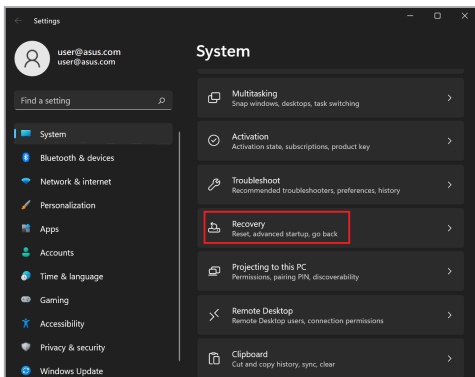 Settings
user@asus.com
user@asus.com
Find a setting
System
Bluetooth & devices
Network & internet
Personalization
Apps
Accounts
Time & language
Gaming
Accessibility
Privacy & security
Windows Update
System
Multitasking
Snap windows, desktops, task switching
Activation
Activation state, subscriptions, product key
Troubleshoot
Recommended troubleshooters, preferences, history
Recovery
Reset, advanced startup, go back
Projecting to this PC
Permissions, pairing PIN, discoverability
Remote Desktop
Remote Desktop users, connection permissions
Clipboard
Cut and copy history, sync, clear